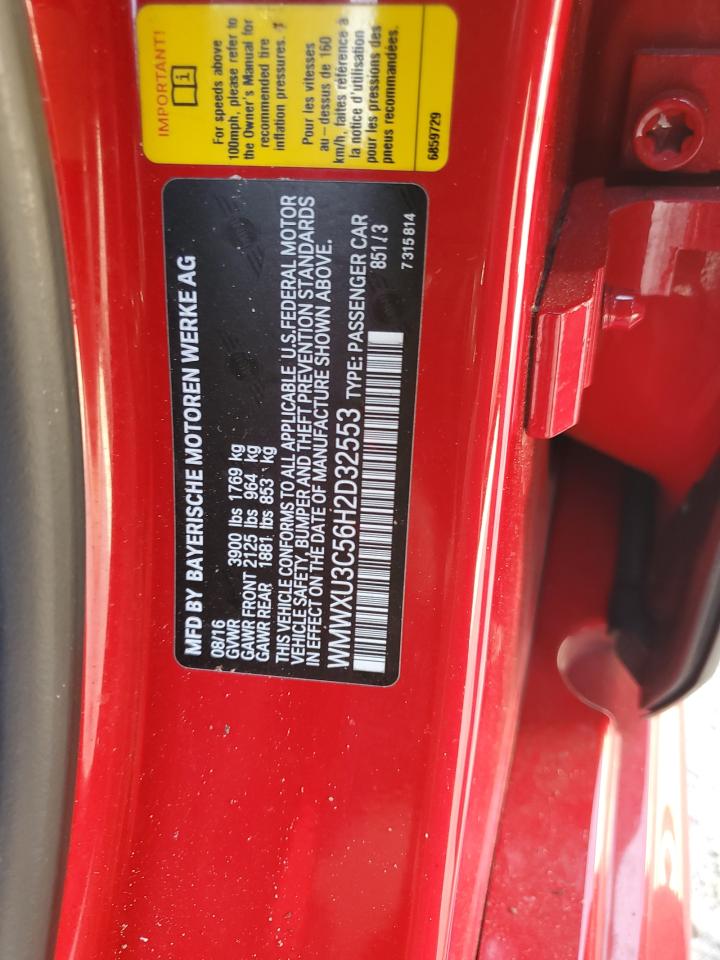 IMPORTANT!
For speeds above
100mph, please refer to
the Owner's Manual for
recommended tire
inflation pressures.
Pour les vitesses
au-dessus de 160
km/h, faites référence à
la notice d'utilisation
pour les pressions des
pneus recommandées.
6859729
MFD BY BAYERISCHE MOTOREN WERKE AG
08/16
GVWR 3900 lbs 1769 kg
GAWR FRONT 2125 lbs 964 kg
GAWR REAR 1881 lbs 853 kg
THIS VEHICLE CONFORMS TO ALL APPLICABLE U.S.FEDERAL MOTOR
VEHICLE SAFETY, BUMPER AND THEFT PREVENTION STANDARDS
IN EFFECT ON THE DATE OF MANUFACTURE SHOWN ABOVE.
WMWXU3C56H2D32553 TYPE: PASSENGER CAR
851/3
7315814